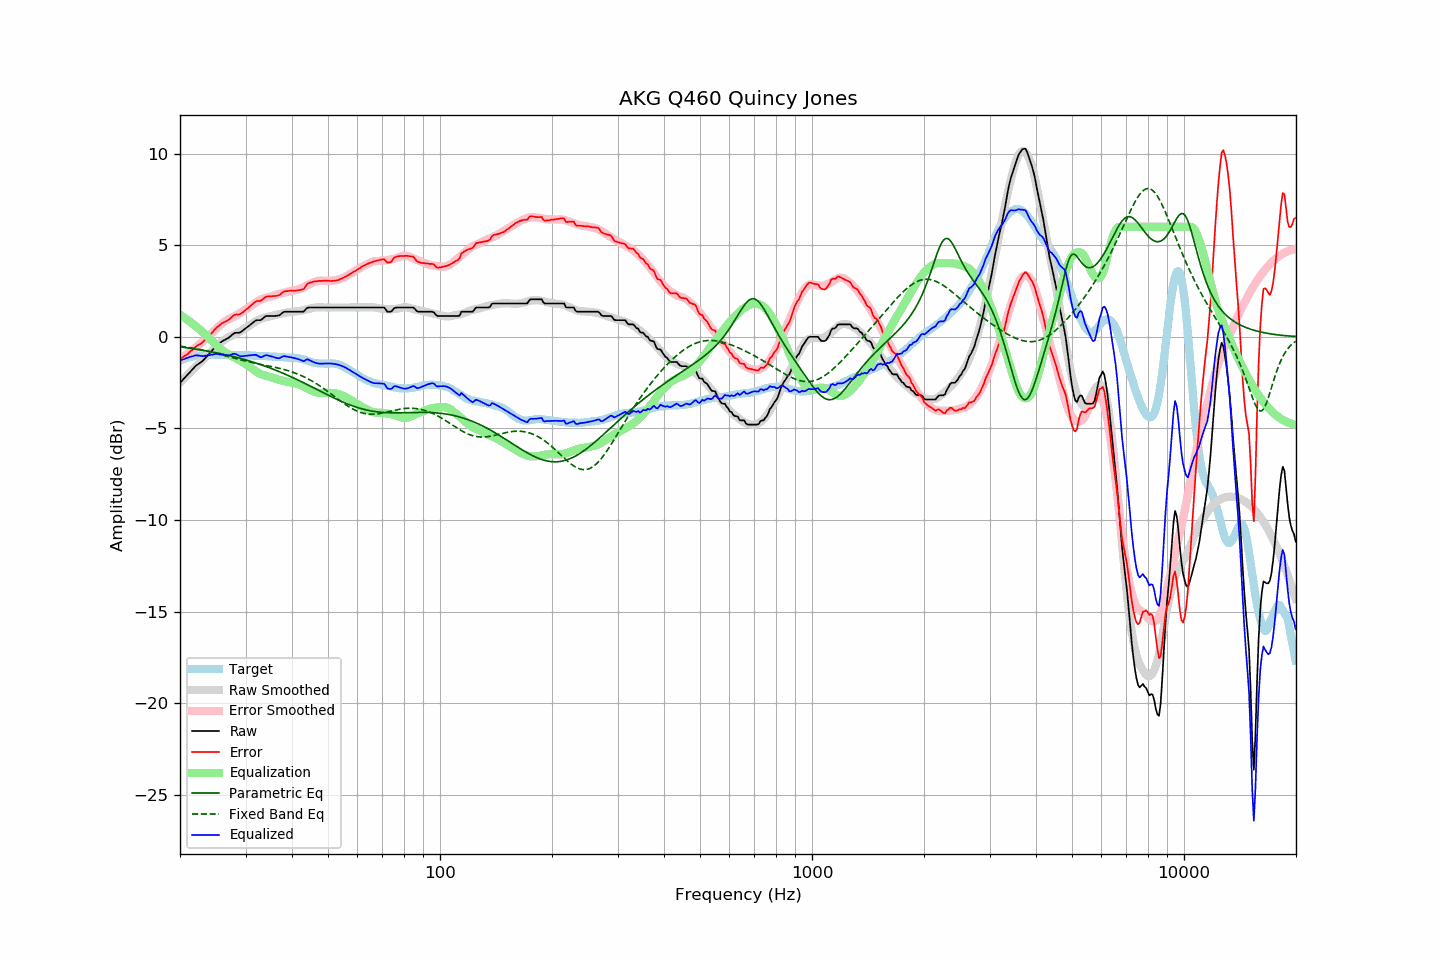 AKG Q460 Quincy Jones
Amplitude (dBr)
10
5
0
−5
−10
−15
−20
−25
Target
Raw Smoothed
Error Smoothed
Raw
Error
Equalization
Parametric Eq
Fixed Band Eq
Equalized
100
1000
10000
Frequency (Hz)